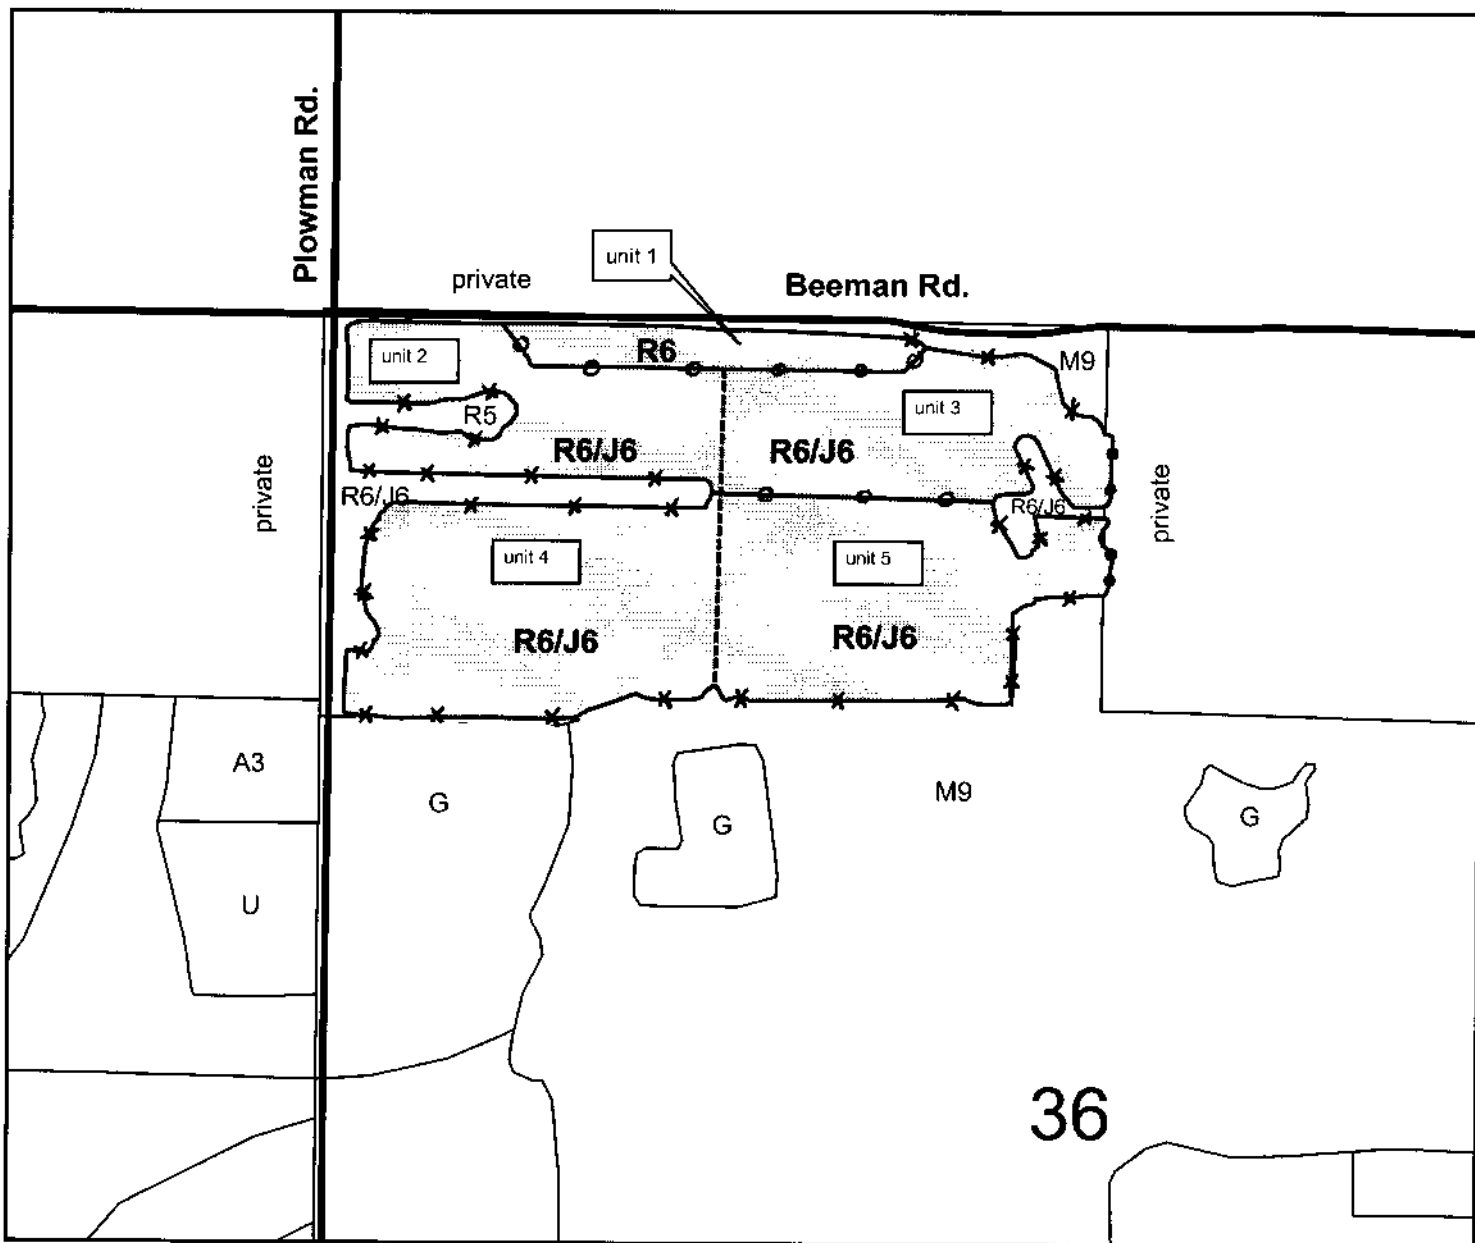 Plowman Rd.
unit 1
private
Beeman Rd.
unit 2
R6
M9
R5
unit 3
R6/J6
R6/J6
private
R6/J6
R6/J6
private
unit 4
unit 5
R6/J6
R6/J6
A3
G
G
M9
G
U
36